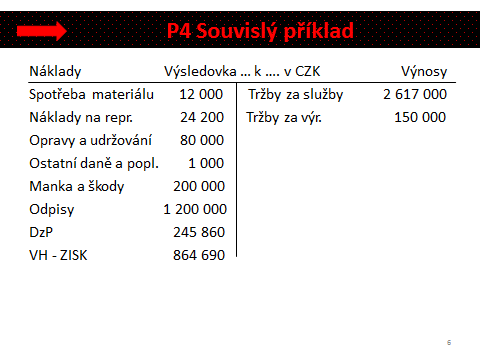 P4 Souvislý příklad
Náklady Výsledovka ... k .... v CZK Výnosy
Spotřeba materiálu 12 000 Tržby za služby 2 617 000
Náklady na repr. 24 200 Tržby za výr. 150 000
Opravy a udržování 80 000
Ostatní daně a popl. 1 000
Manka a škody 200 000
Odpisy 1 200 000
DzP 245 860
VH - ZISK 864 690
6